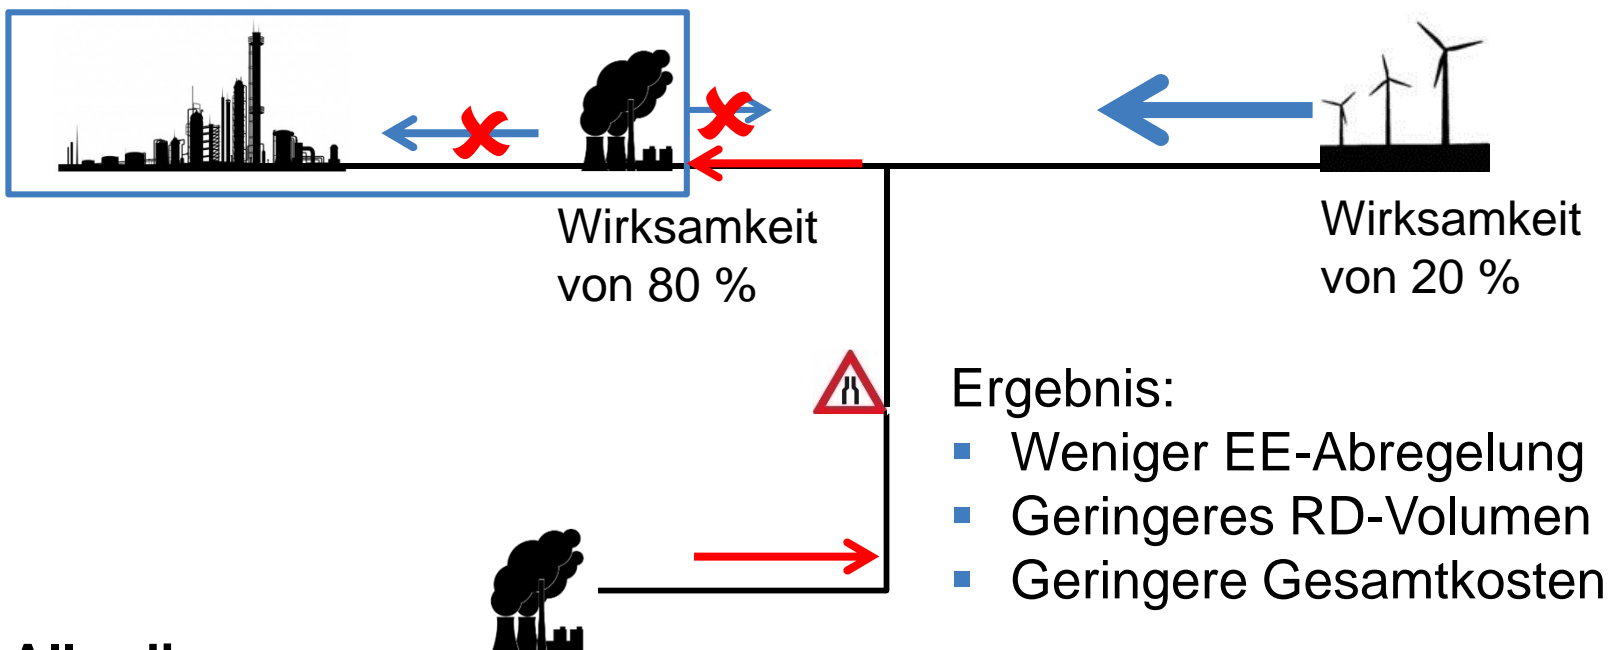 Wirksamkeit
von 80 %
Wirksamkeit
von 20 %
Ergebnis:
Weniger EE-Abregelung
Geringeres RD-Volumen
Geringere Gesamtkosten